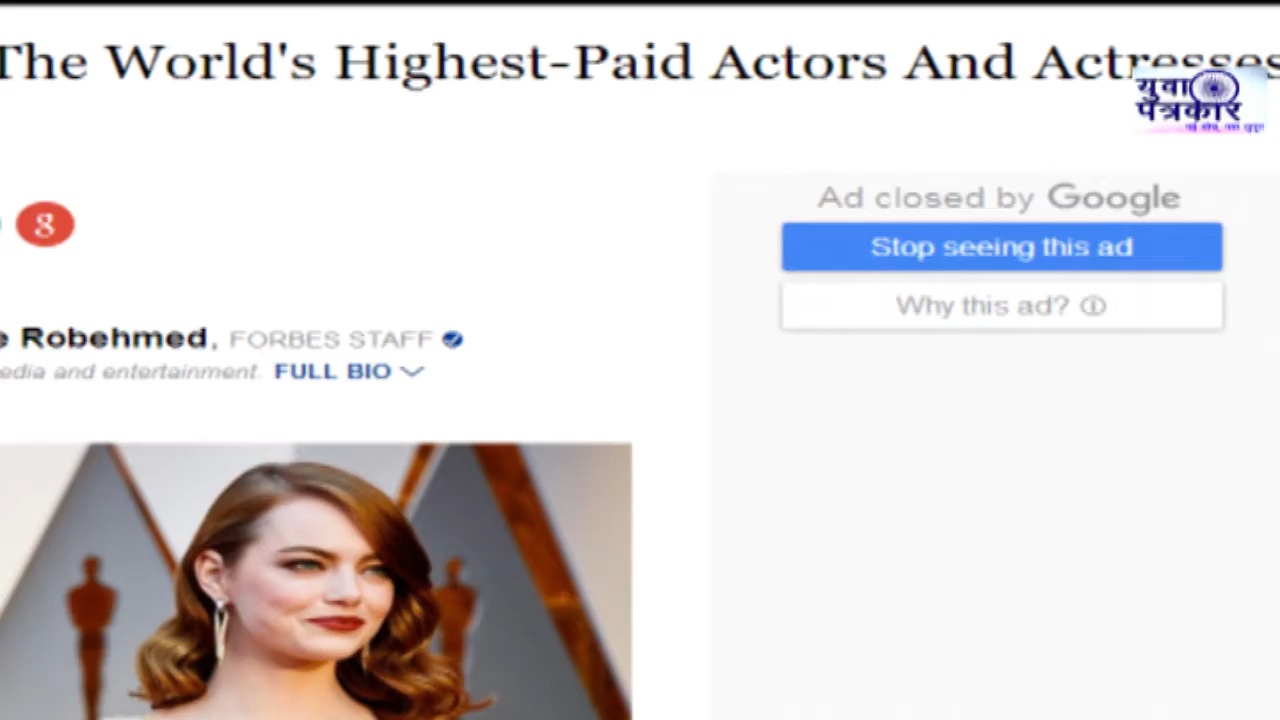 The World's Highest-Paid Actors And Actresses
युवा
पत्रकार
8
Ad closed by Google
Stop seeing this ad
Why this ad?
e Robehmed, FORBES STAFF
edia and entertainment. FULL BIO